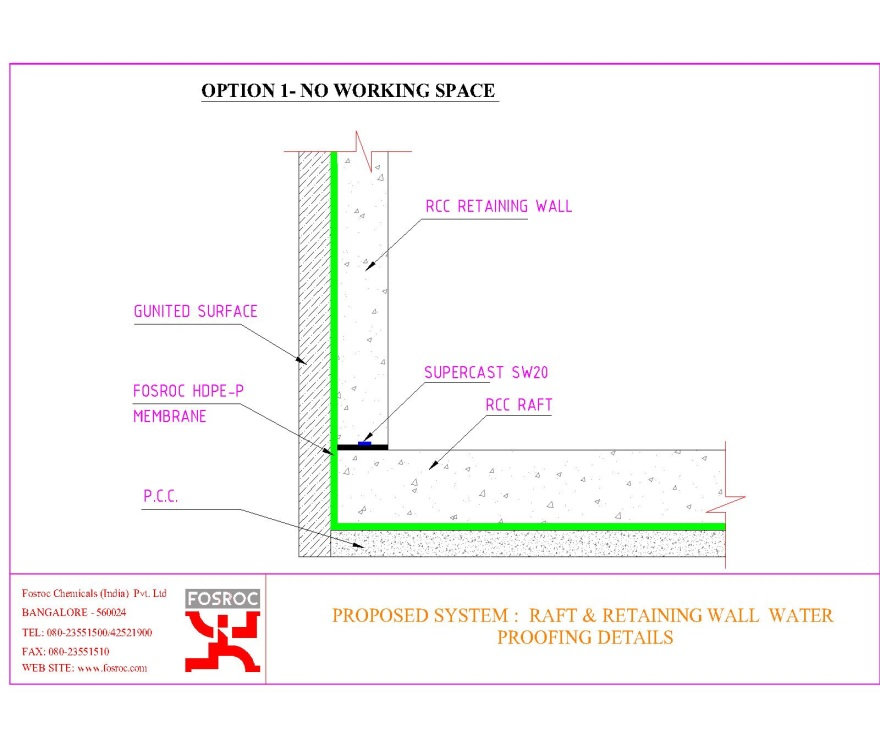 OPTION 1- NO WORKING SPACE
RCC RETAINING WALL
GUNITED SURFACE
SUPERCAST SW20
FOSROC HDPE-P
MEMBRANE
RCC RAFT
P.C.C.
Fosroc Chemicals (India) Pvt. Ltd
BANGALORE - 560024
TEL: 080-23551500/42521900
FAX: 080-23551510
WEB SITE: www.fosroc.com
FOSROC
PROPOSED SYSTEM : RAFT & RETAINING WALL WATER
PROOFING DETAILS